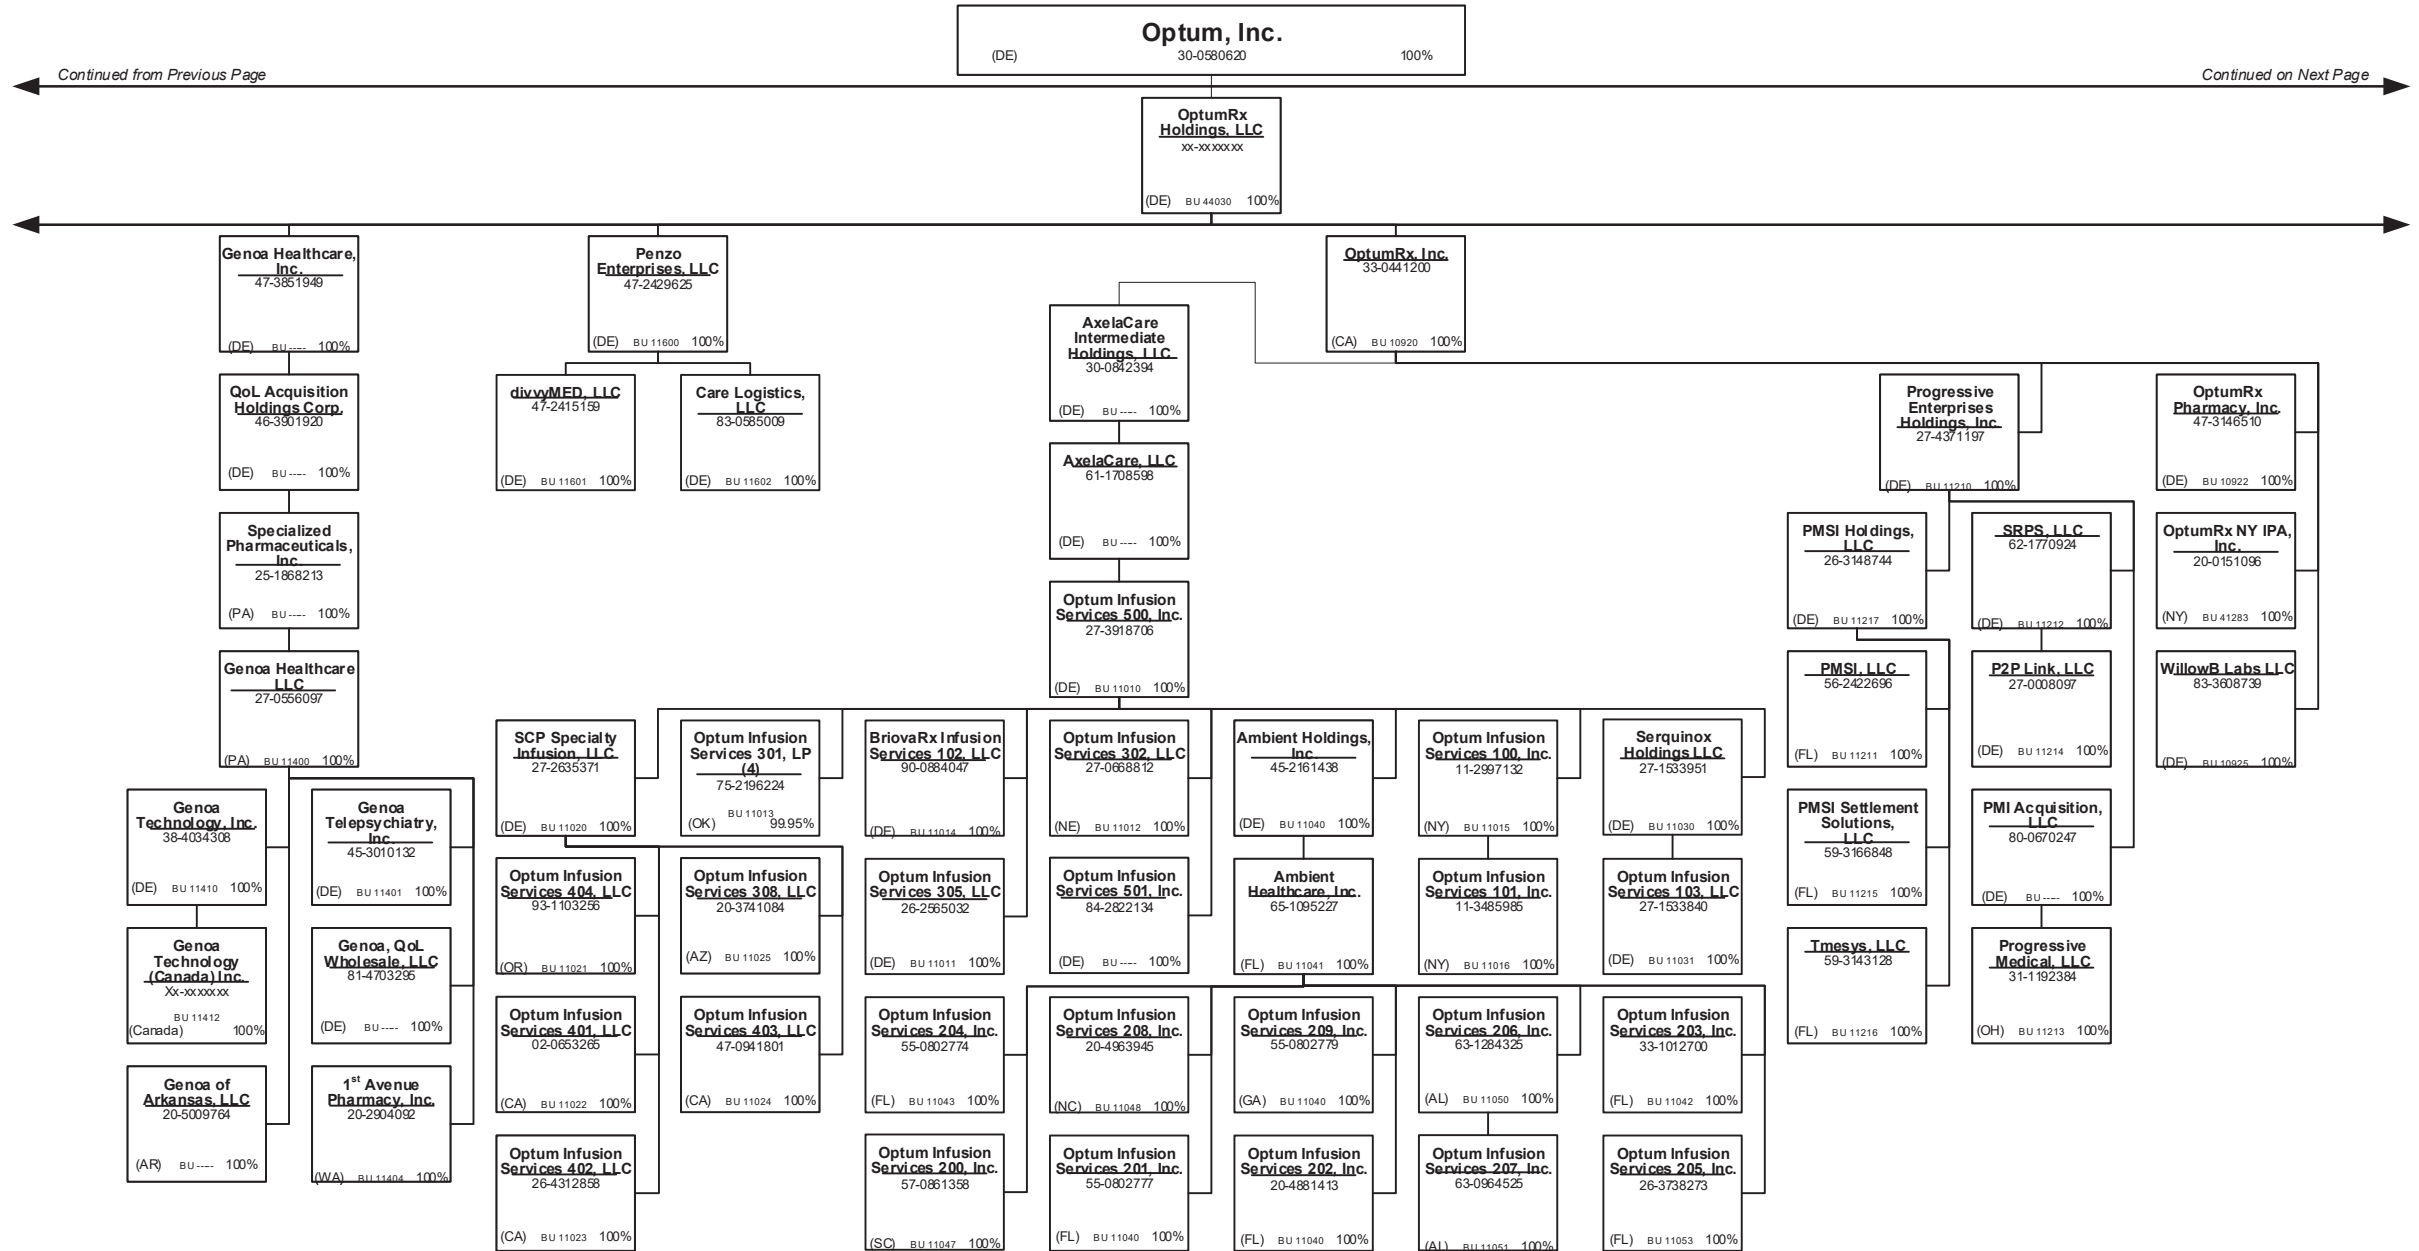 Optum, Inc.
(DE) 30-0580620 100%
Continued from Previous Page
Continued on Next Page
OptumRx
Holdings, LLC
xx-xxxxxxx
(DE) BU 44030 100%
Genoa Healthcare,
Inc.
47-3851949
(DE) BU ----- 100%
Penzo
Enterprises, LLC
47-2429625
(DE) BU 11600 100%
OptumRx, Inc.
33-0441200
(CA) BU 10920 100%
AxelaCare
Intermediate
Holdings, LLC
30-0842394
(DE) BU ----- 100%
QoL Acquisition
Holdings Corp.
46-3901920
(DE) BU ----- 100%
divvyMED, LLC
47-2415159
(DE) BU 11601 100%
Care Logistics,
LLC
83-0585009
(DE) BU 11602 100%
Progressive
Enterprises
Holdings, Inc.
27-4371197
(DE) BU 11210 100%
OptumRx
Pharmacy, Inc.
47-3146510
(DE) BU 10922 100%
AxelaCare, LLC
61-1708598
(DE) BU ----- 100%
Specialized
Pharmaceuticals,
Inc.
25-1868213
(PA) BU ----- 100%
PMSI Holdings,
LLC
26-3148744
(DE) BU 11217 100%
SRPS, LLC
62-1770924
(DE) BU 11212 100%
OptumRx NY IPA,
Inc.
20-0151096
(NY) BU 41283 100%
Optum Infusion
Services 500, Inc.
27-3918706
(DE) BU 11010 100%
Genoa Healthcare
LLC
27-0556097
(PA) BU 11400 100%
PMSI, LLC
56-2422696
(FL) BU 11211 100%
P2P Link, LLC
27-0008097
(DE) BU 11214 100%
WillowB Labs LLC
83-3608739
(DE) BU 10925 100%
SCP Specialty
Infusion, LLC
27-2635371
(DE) BU 11020 100%
Optum Infusion
Services 301, LP
(4)
75-2196224
BU 11013
(OK) 99.95%
BriovaRx Infusion
Services 102, LLC
90-0884047
(DE) BU 11014 100%
Optum Infusion
Services 302, LLC
27-0668812
(NE) BU 11012 100%
Ambient Holdings,
Inc.
45-2161438
(DE) BU 11040 100%
Optum Infusion
Services 100, Inc.
11-2997132
(NY) BU 11015 100%
Serquinox
Holdings LLC
27-1533951
(DE) BU 11030 100%
Genoa
Technology, Inc.
38-4034308
(DE) BU 11410 100%
Genoa
Telepsychiatry,
Inc.
45-3010132
(DE) BU 11401 100%
PMSI Settlement
Solutions,
LLC
59-3166848
(FL) BU 11215 100%
PMI Acquisition,
LLC
80-0670247
(DE) BU ----- 100%
Optum Infusion
Services 404, LLC
93-1103256
(OR) BU 11021 100%
Optum Infusion
Services 308, LLC
20-3741084
(AZ) BU 11025 100%
Optum Infusion
Services 305, LLC
26-2565032
(DE) BU 11011 100%
Optum Infusion
Services 501, Inc.
84-2822134
(DE) BU ----- 100%
Ambient
Healthcare, Inc.
65-1095227
(FL) BU 11041 100%
Optum Infusion
Services 101, Inc.
11-3485985
(NY) BU 11016 100%
Optum Infusion
Services 103, LLC
27-1533840
(DE) BU 11031 100%
Genoa
Technology
(Canada) Inc.
Xx-xxxxxxx
BU 11412
(Canada) 100%
Genoa, QoL
Wholesale, LLC
81-4703295
(DE) BU ----- 100%
Tmesys, LLC
59-3143128
(FL) BU 11216 100%
Progressive
Medical, LLC
31-1192384
(OH) BU 11213 100%
Optum Infusion
Services 401, LLC
02-0653265
(CA) BU 11022 100%
Optum Infusion
Services 403, LLC
47-0941801
(CA) BU 11024 100%
Optum Infusion
Services 204, Inc.
55-0802774
(FL) BU 11043 100%
Optum Infusion
Services 208, Inc.
20-4963945
(NC) BU 11048 100%
Optum Infusion
Services 209, Inc.
55-0802779
(GA) BU 11040 100%
Optum Infusion
Services 206, Inc.
63-1284325
(AL) BU 11050 100%
Optum Infusion
Services 203, Inc.
33-1012700
(FL) BU 11042 100%
Genoa of
Arkansas, LLC
20-5009764
(AR) BU ----- 100%
1st Avenue
Pharmacy, Inc.
20-2904092
(WA) BU 11404 100%
Optum Infusion
Services 402, LLC
26-4312858
(CA) BU 11023 100%
Optum Infusion
Services 200, Inc.
57-0861358
(SC) BU 11047 100%
Optum Infusion
Services 201, Inc.
55-0802777
(FL) BU 11040 100%
Optum Infusion
Services 202, Inc.
20-4881413
(FL) BU 11040 100%
Optum Infusion
Services 207, Inc.
63-0964525
(AL) BU 11051 100%
Optum Infusion
Services 205, Inc.
26-3738273
(FL) BU 11053 100%